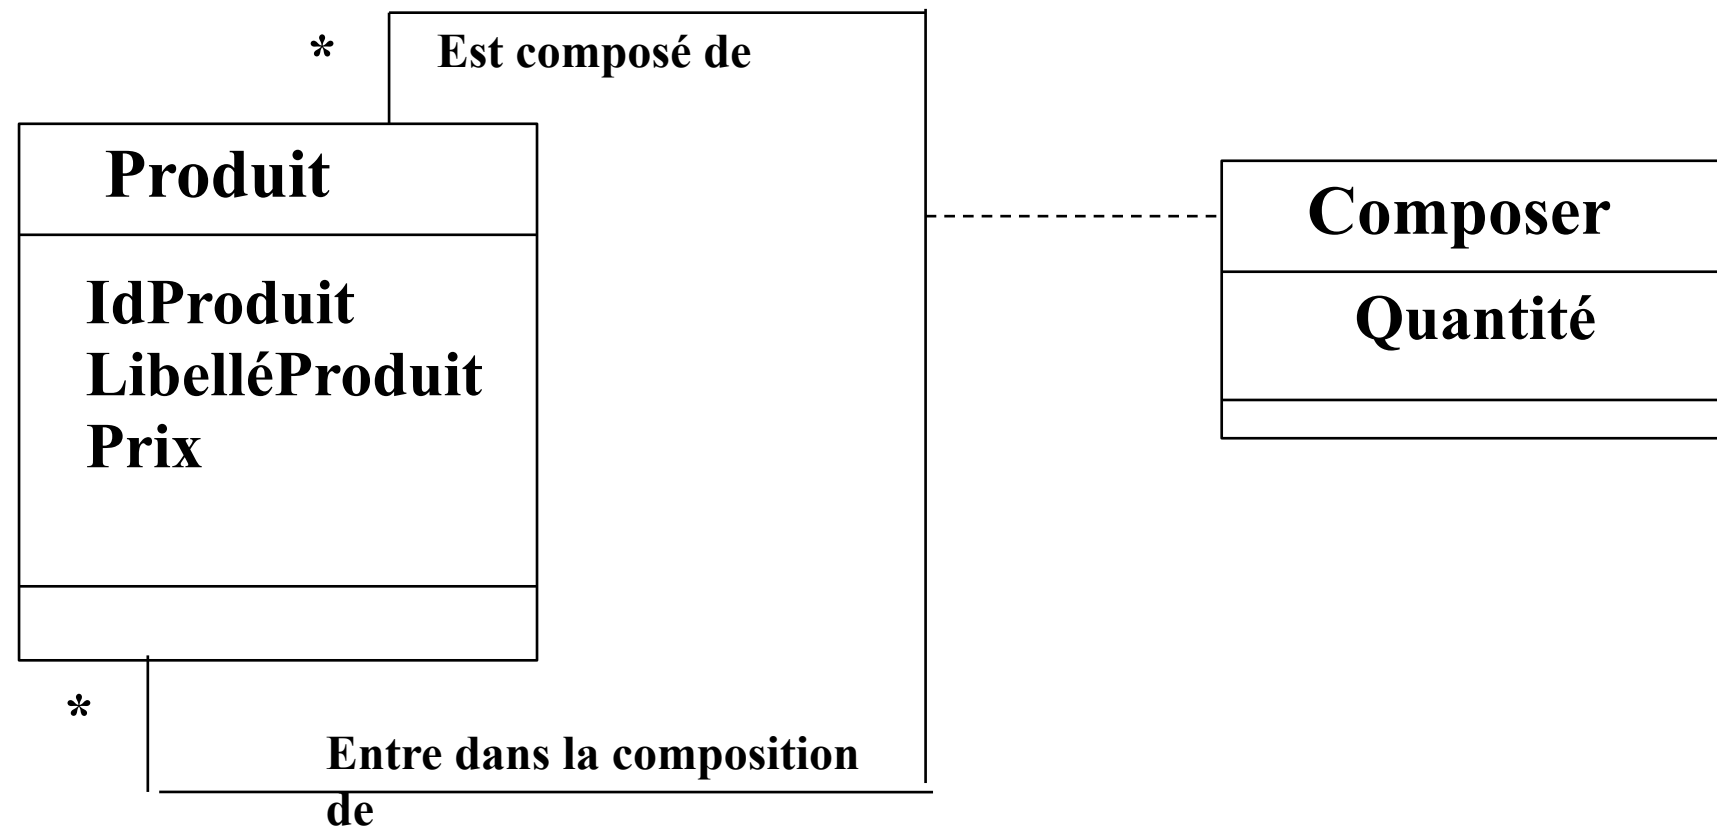 *
Est composé de
Produit
IdProduit
LibelléProduit
Prix
Composer
Quantité
*
Entre dans la composition
de